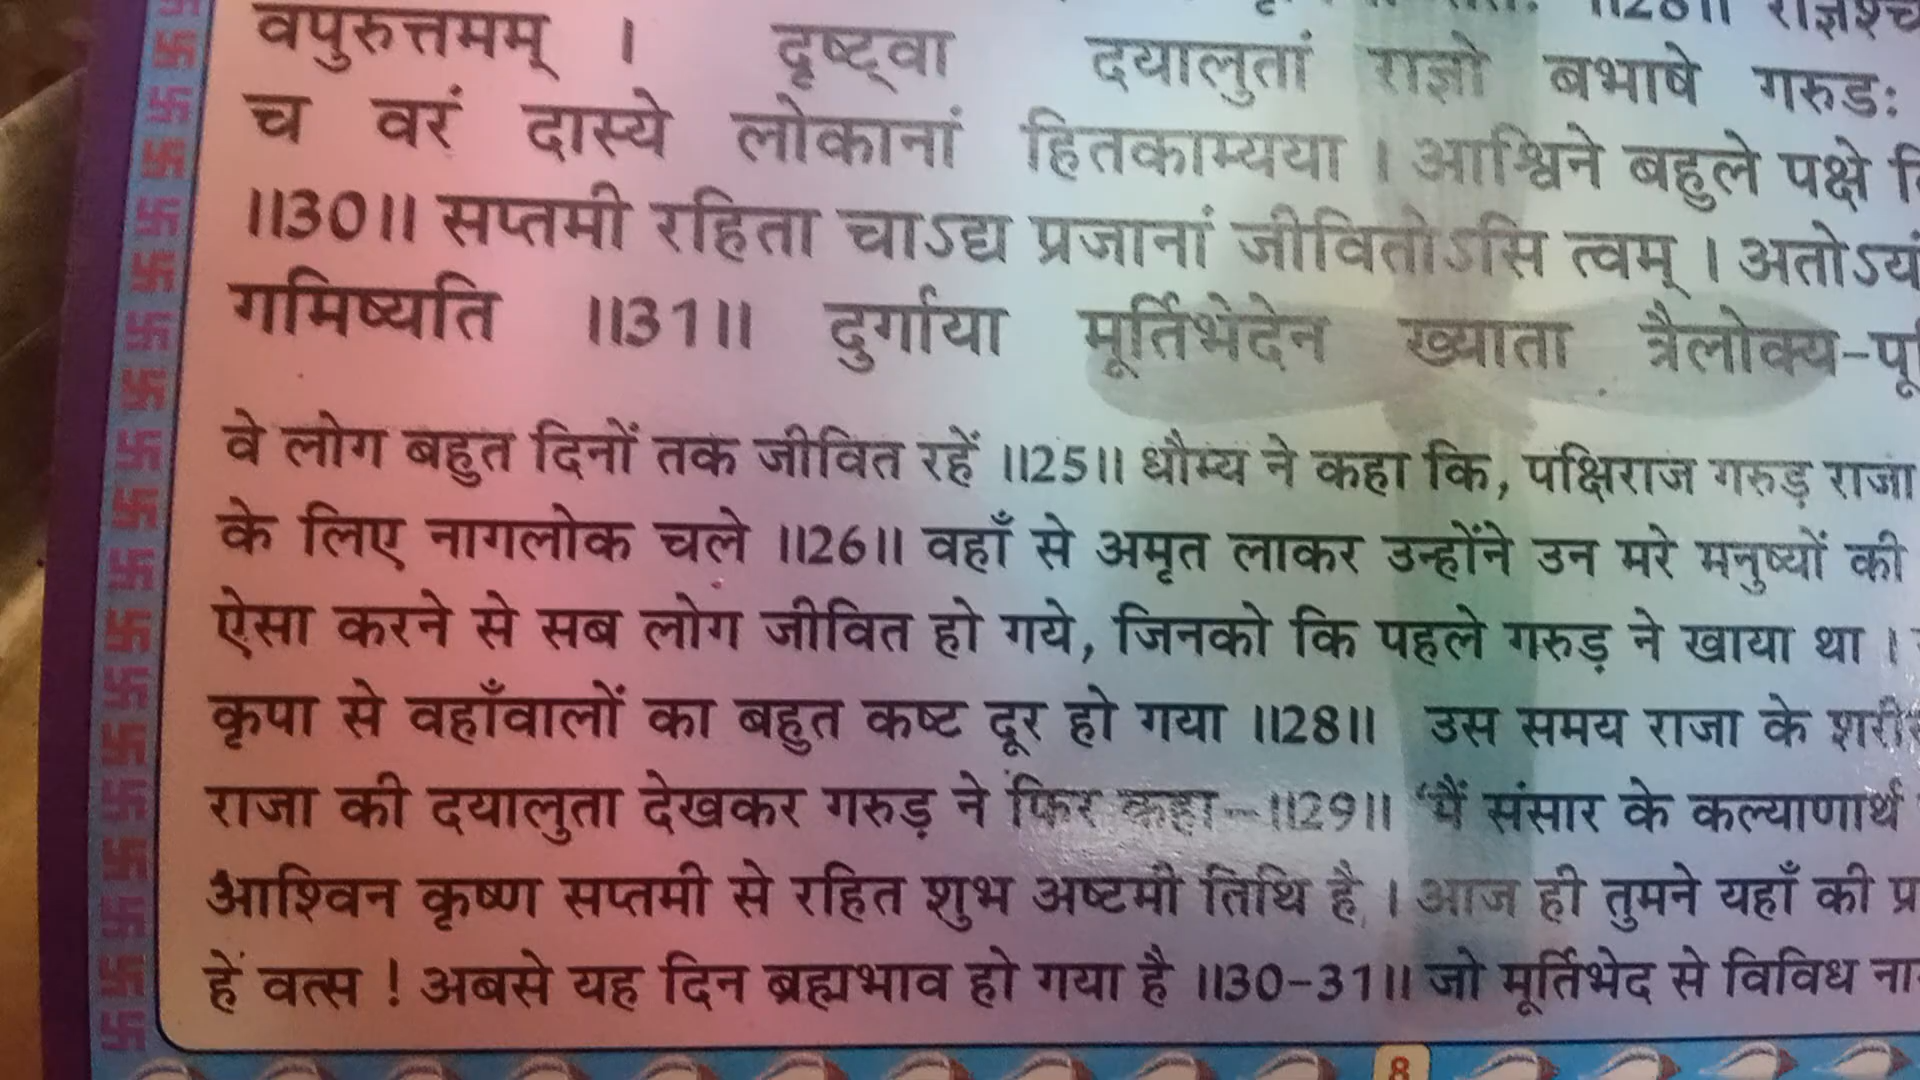 ॥28॥ राज्ञश्च
वपुरुत्तमम् । दृष्ट्वा दयालुतां राज्ञो बभाषे गरुडः
च वरं दास्ये लोकानां हितकाम्यया । आश्विने बहुले पक्षे
॥30॥ सप्तमी रहिता चाऽद्य प्रजानां जीवितोऽसि त्वम् । अतोऽयं
गमिष्यति ॥31॥ दुर्गाया मूर्तिभेदेन ख्याता त्रैलोक्य-
वे लोग बहुत दिनों तक जीवित रहें ॥25॥ धौम्य ने कहा कि, पक्षिराज गरुड़ राजा
के लिए नागलोक चले ॥26॥ वहाँ से अमृत लाकर उन्होंने उन मरे मनुष्यों की
ऐसा करने से सब लोग जीवित हो गये, जिनको कि पहले गरुड़ ने खाया था ।
कृपा से वहाँवालों का बहुत कष्ट दूर हो गया ॥28॥ उस समय राजा के
राजा की दयालुता देखकर गरुड़ ने फिर कहा-॥29॥ "मैं संसार के कल्याणार्थ
आश्विन कृष्ण सप्तमी से रहित शुभ अष्टमी तिथि है, । आज ही तुमने यहाँ की
हें वत्स ! अबसे यह दिन ब्रह्मभाव हो गया है ॥30-31॥ जो मूर्तिभेद से विविध
8